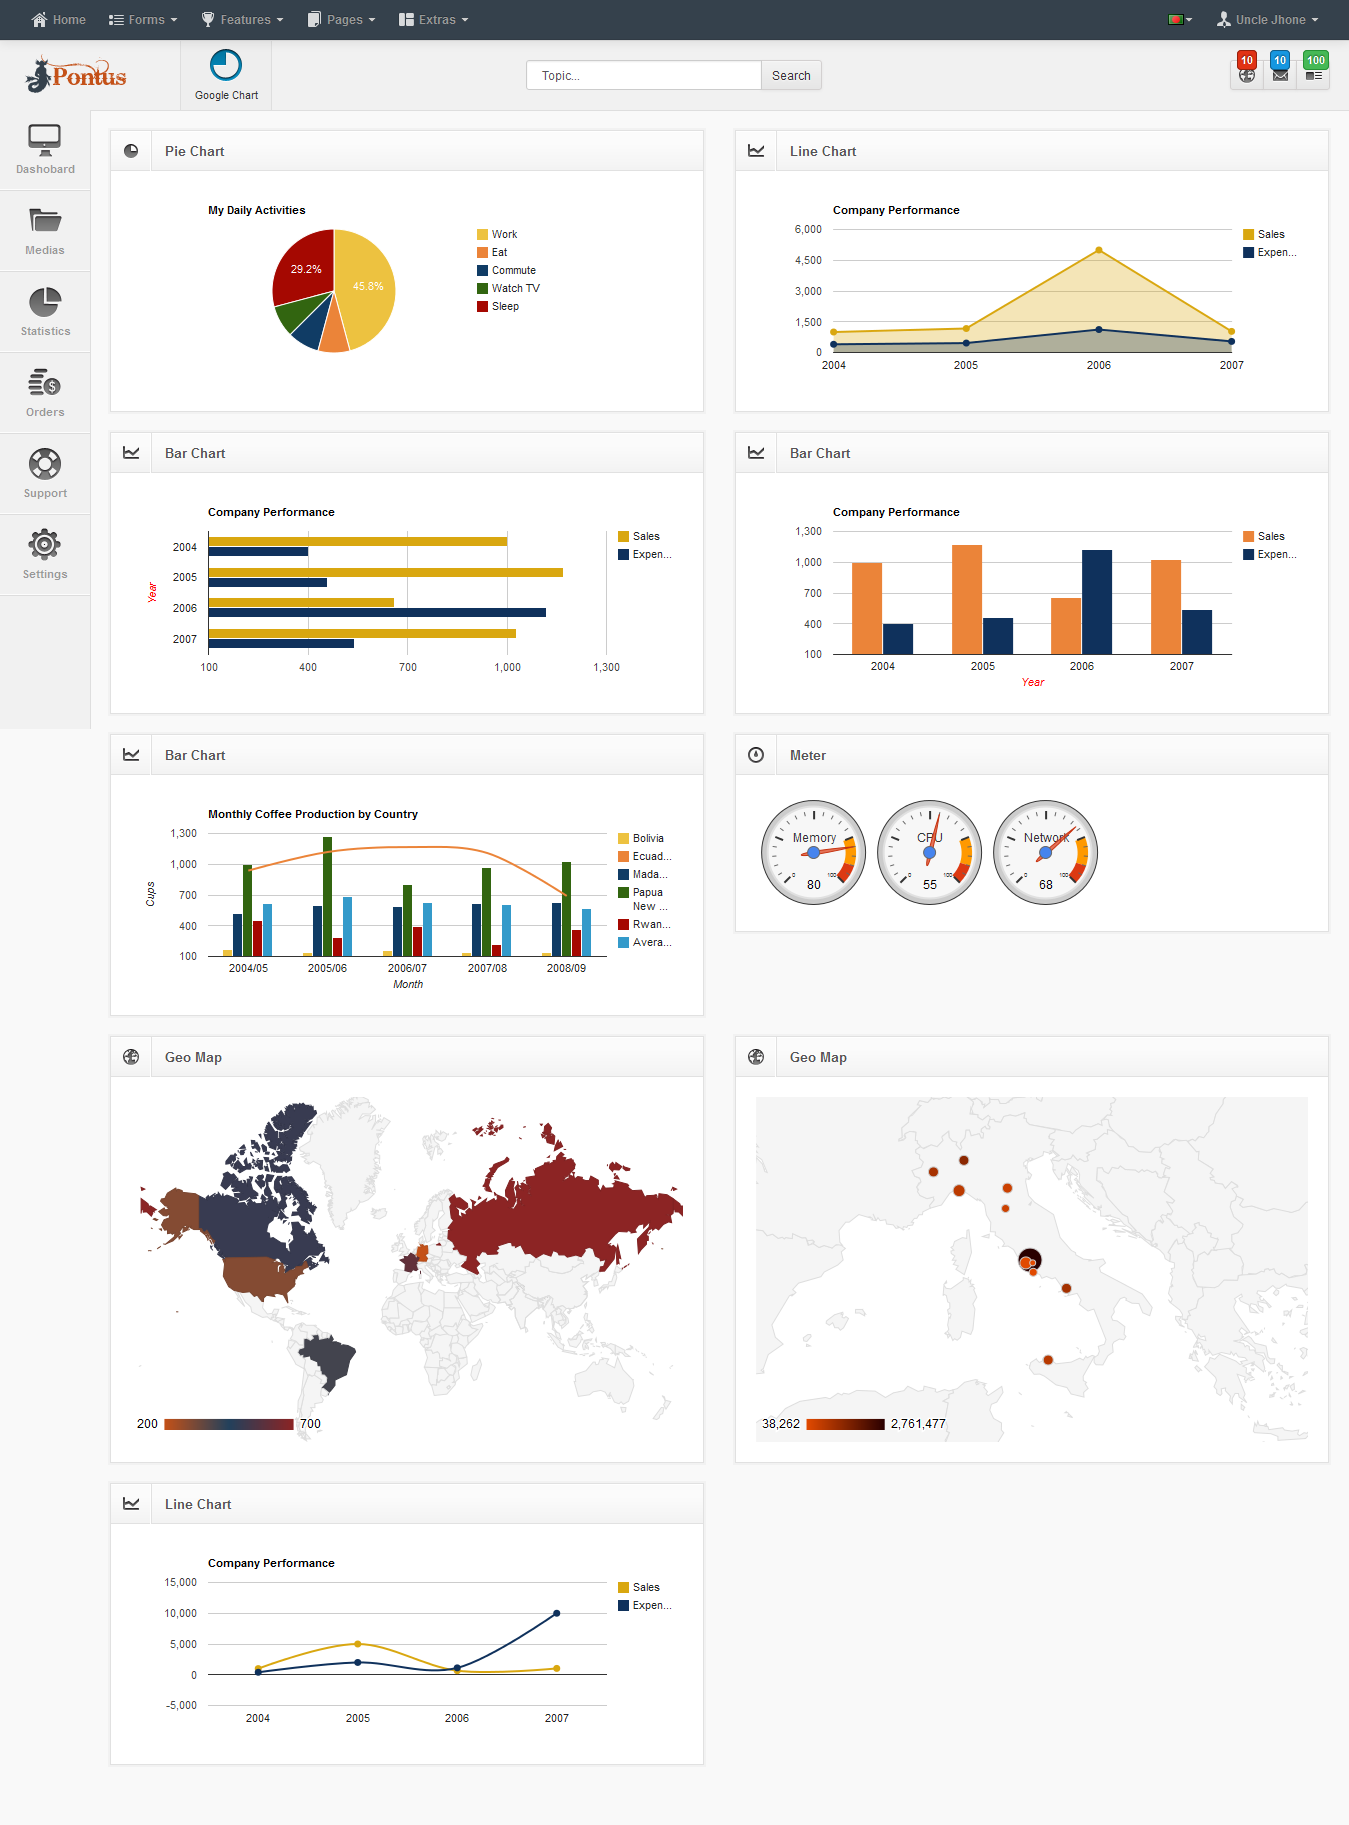 Home Forms Features Pages Extras Uncle Jhone
Pontus
Google Chart
Topic... Search
10 10 100
Dashobard
Medias
Statistics
Orders
Support
Settings
Pie Chart
My Daily Activities
29.2%
45.8%
Work
Eat
Commute
Watch TV
Sleep
Line Chart
Company Performance
6,000
4,500
3,000
1,500
0
2004 2005 2006 2007
Sales
Expen...
Bar Chart
Company Performance
Year
2004
2005
2006
2007
100 400 700 1,000 1,300
Sales
Expen...
Bar Chart
Company Performance
1,300
1,000
700
400
100
2004 2005 2006 2007
Year
Sales
Expen...
Bar Chart
Monthly Coffee Production by Country
Cups
1,300
1,000
700
400
100
2004/05 2005/06 2006/07 2007/08 2008/09
Month
Bolivia
Ecuad...
Mada...
Papua
New ...
Rwan...
Avera...
Meter
Memory
0 100
80
CPU
0 100
55
Network
0 100
68
Geo Map
200 700
Geo Map
38,262 2,761,477
Line Chart
Company Performance
15,000
10,000
5,000
0
-5,000
2004 2005 2006 2007
Sales
Expen...